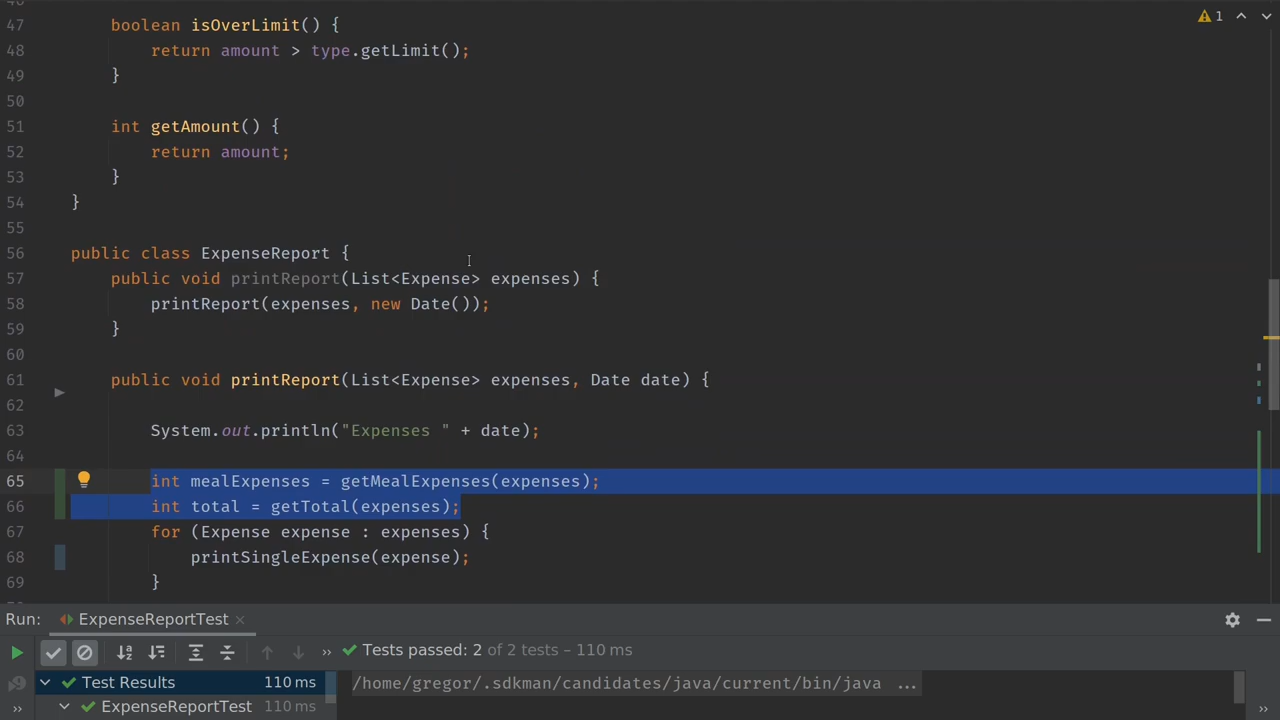 47 boolean isOverLimit() {
1
48 return amount > type.getLimit();
49 }
50
51 int getAmount() {
52 return amount;
53 }
54 }
55
56 public class ExpenseReport {
57 public void printReport(List<Expense> expenses) {
58 printReport(expenses, new Date());
59 }
60
61 public void printReport(List<Expense> expenses, Date date) {
62
63 System.out.println("Expenses " + date);
64
65 int mealExpenses = getMealExpenses(expenses);
66 int total = getTotal(expenses);
67 for (Expense expense : expenses) {
68 printSingleExpense(expense);
69 }
Run: ExpenseReportTest ×
» Tests passed: 2 of 2 tests – 110 ms
Test Results 110 ms /home/gregor/.sdkman/candidates/java/current/bin/java ...
» ExpenseReportTest 110 ms »